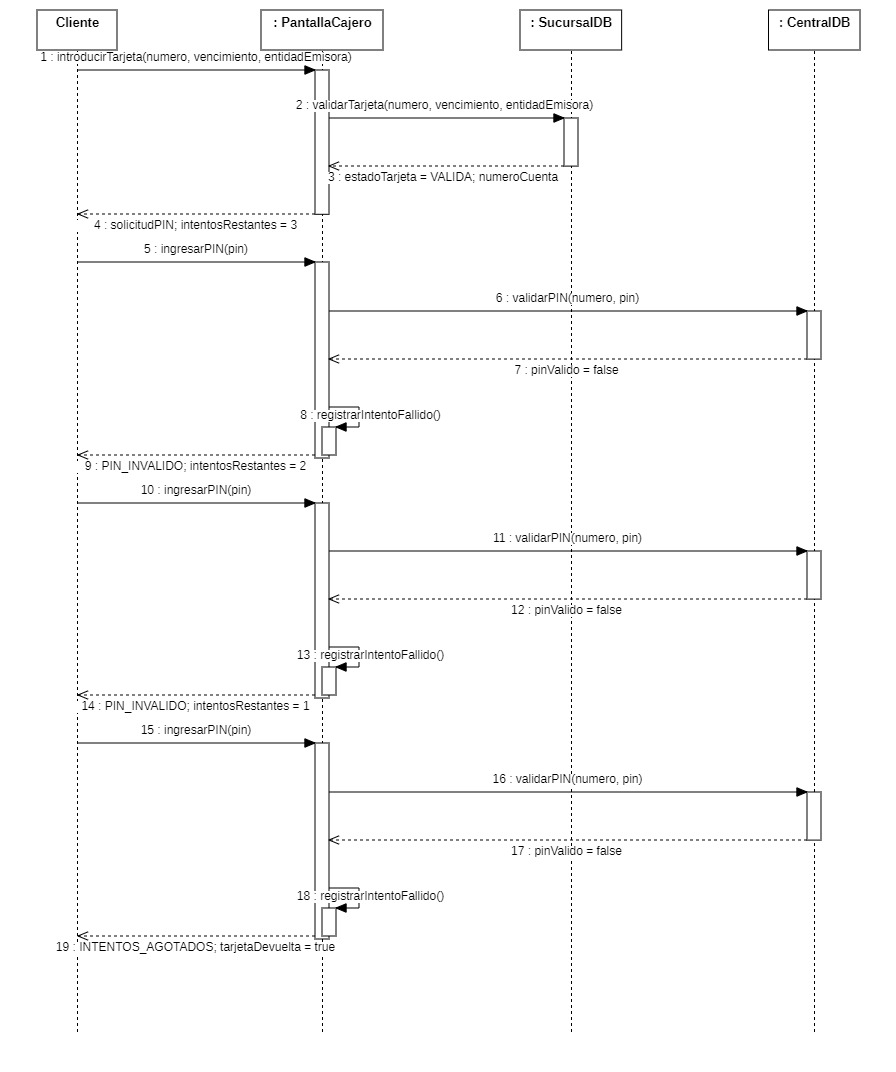 Cliente
: PantallaCajero
: SucursalDB
: CentralDB
1 : introducirTarjeta(numero, vencimiento, entidadEmisora)
2 : validarTarjeta(numero, vencimiento, entidadEmisora)
3 : estadoTarjeta = VALIDA; numeroCuenta
4 : solicitudPIN; intentosRestantes = 3
5 : ingresarPIN(pin)
6 : validarPIN(numero, pin)
7 : pinValido = false
8 : registrarIntentoFallido()
9 : PIN_INVALIDO; intentosRestantes = 2
10 : ingresarPIN(pin)
11 : validarPIN(numero, pin)
12 : pinValido = false
13 : registrarIntentoFallido()
14 : PIN_INVALIDO; intentosRestantes = 1
15 : ingresarPIN(pin)
16 : validarPIN(numero, pin)
17 : pinValido = false
18 : registrarIntentoFallido()
19 : INTENTOS_AGOTADOS; tarjetaDevuelta = true